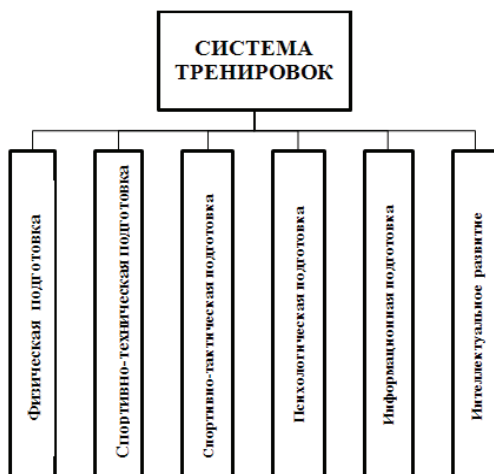 СИСТЕМА
ТРЕНИРОВОК
Физическая подготовка
Спортивно-техническая подготовка
Спортивно-тактическая подготовка
Психологическая подготовка
Информационная подготовка
Интеллектуальное развитие